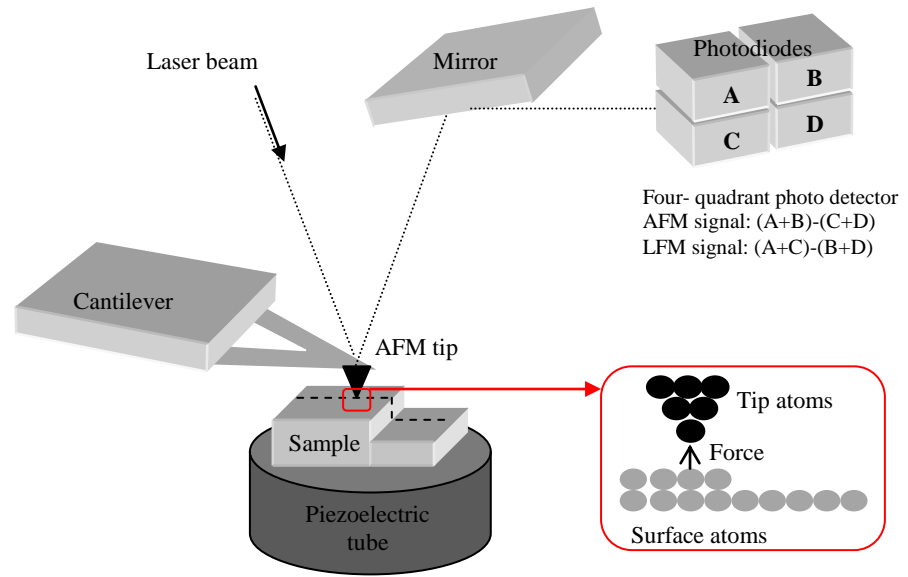 Laser beam
Mirror
Photodiodes
A
B
C
D
Four- quadrant photo detector
AFM signal: (A+B)-(C+D)
LFM signal: (A+C)-(B+D)
Cantilever
AFM tip
Sample
Piezoelectric
tube
Tip atoms
Force
Surface atoms